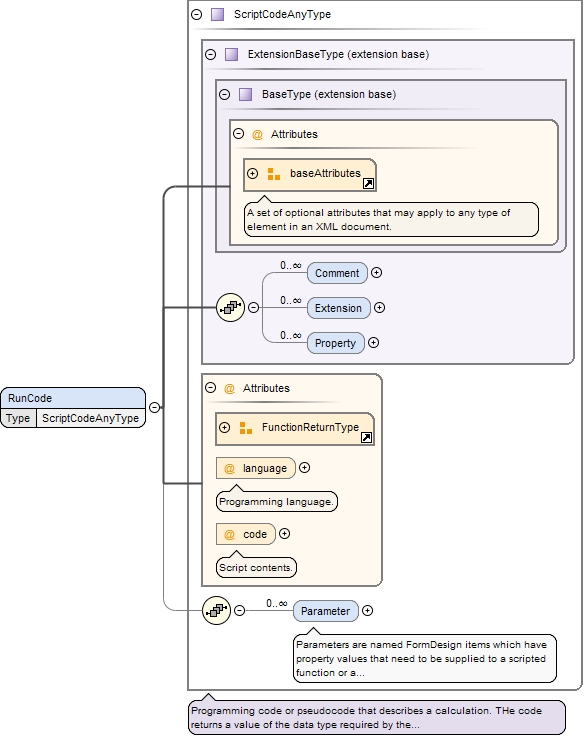 ScriptCodeAnyType
ExtensionBaseType (extension base)
BaseType (extension base)
@ Attributes
baseAttributes
A set of optional attributes that may apply to any type of
element in an XML document.
0..∞
Comment
0..∞
Extension
0..∞
Property
RunCode
Type ScriptCodeAnyType
@ Attributes
FunctionReturnType
@ language
Programming language.
@ code
Script contents.
0..∞
Parameter
Parameters are named FormDesign items which have
property values that need to be supplied to a scripted
function or a...
Programming code or pseudocode that describes a calculation. THe code
returns a value of the data type required by the...